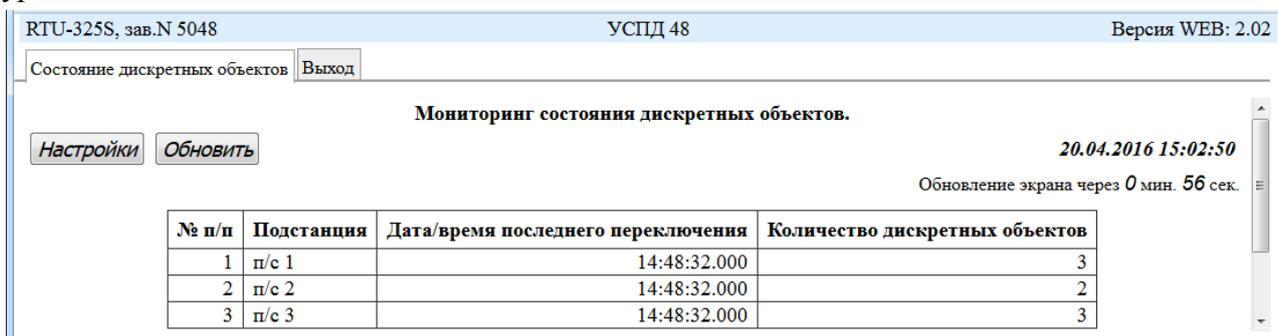 RTU-325S, зав.N 5048 УСПД 48 Версия WEB: 2.02
Состояние дискретных объектов Выход
Мониторинг состояния дискретных объектов.
Настройки Обновить 20.04.2016 15:02:50
Обновление экрана через 0 мин. 56 сек.
№ п/п Подстанция Дата/время последнего переключения Количество дискретных объектов
1 п/с 1 14:48:32.000 3
2 п/с 2 14:48:32.000 2
3 п/с 3 14:48:32.000 3